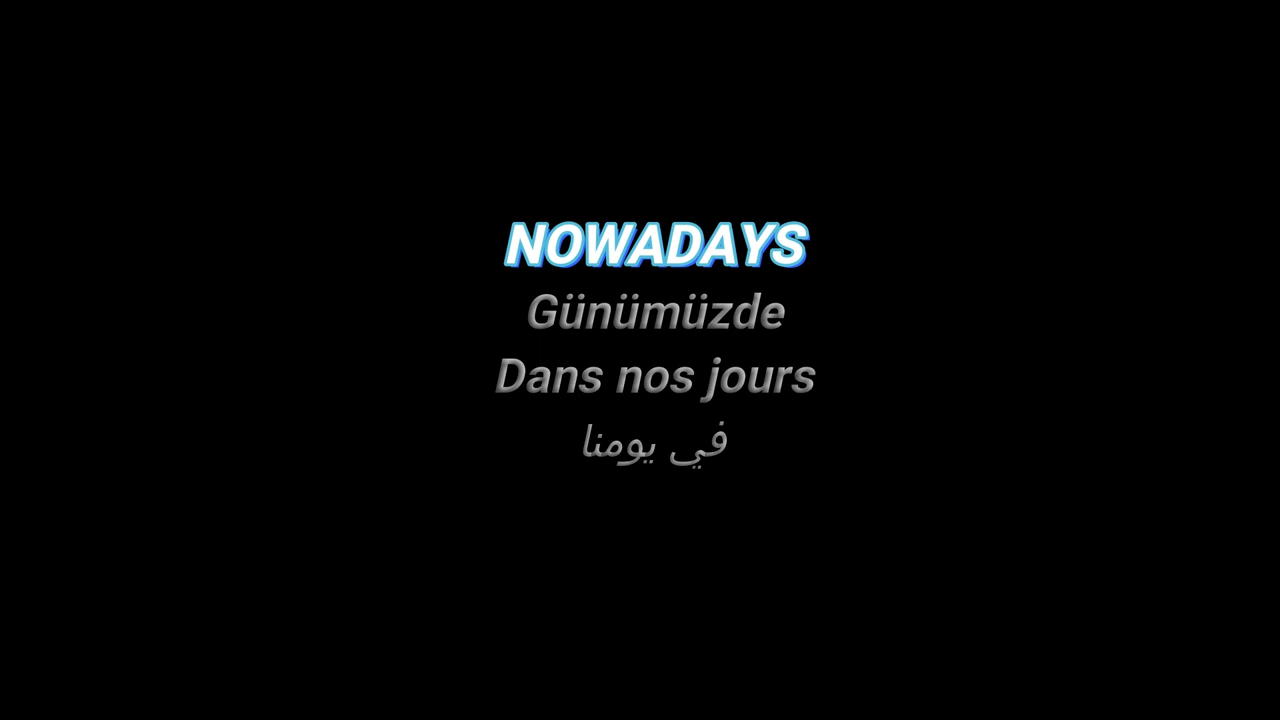 NOWADAYS
Günümüzde
Dans nos jours
في يومنا